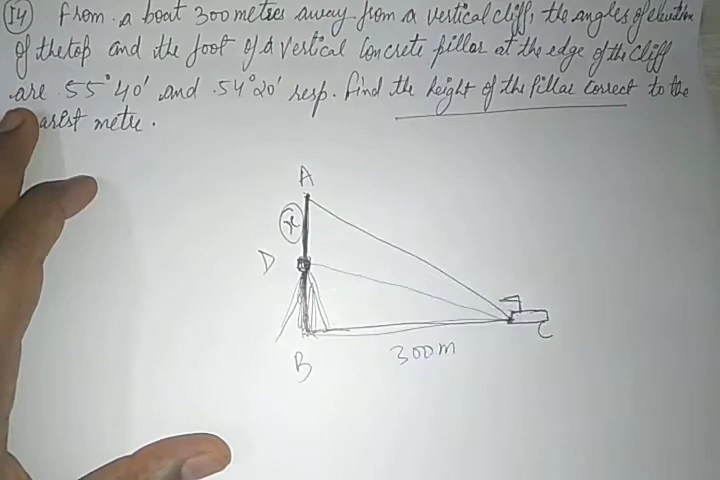 14 From a boat 300 metres away from a vertical cliff, the angles of elevation
of the top and the foot of a vertical concrete pillar at the edge of the cliff
are 55°40' and 54°20' resp. find the height of the pillar correct to the
arest metre.
A
x
D
300m
C
B